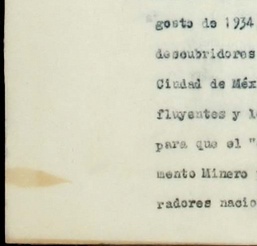 gosto de 1934
descubridores
Ciudad de Méx
fluyentes y l
para que el "
mento Minero
radores nacio